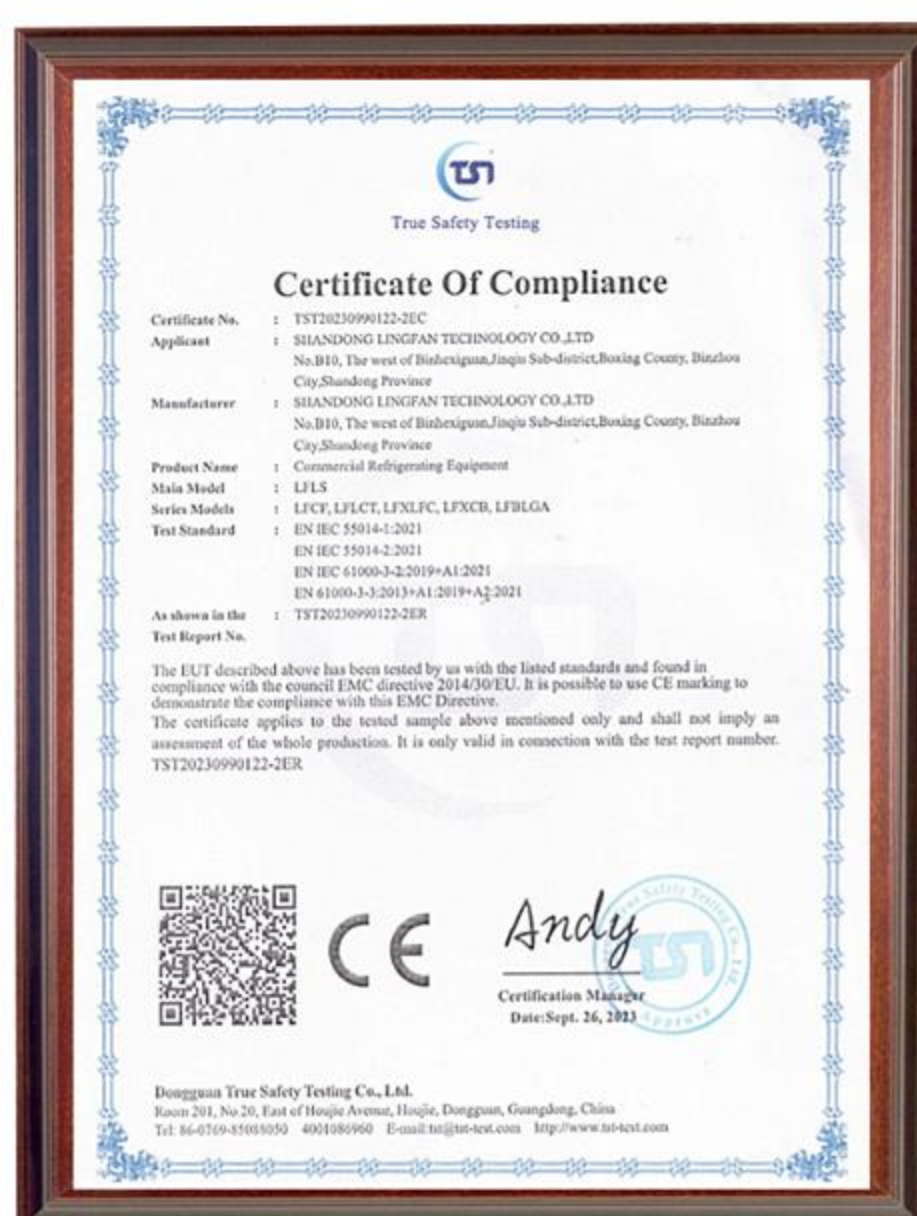 TST
True Safety Testing
Certificate Of Compliance
Certificate No. : TST20230990122-2EC
Applicant : SHANDONG LINGFAN TECHNOLOGY CO.,LTD
No.B10, The west of Binhexiguan,Jinqiu Sub-district,Boxing County, Binzhou
City,Shandong Province
Manufacturer : SHANDONG LINGFAN TECHNOLOGY CO.,LTD
No.B10, The west of Binhexiguan,Jinqiu Sub-district,Boxing County, Binzhou
City,Shandong Province
Product Name : Commercial Refrigerating Equipment
Main Model : LFLS
Series Models : LFCF, LFLCT, LFXLFC, LFXCB, LFBLGA
Test Standard : EN IEC 55014-1:2021
EN IEC 55014-2:2021
EN IEC 61000-3-2:2019+A1:2021
EN 61000-3-3:2013+A1:2019+A2:2021
As shown in the : TST20230990122-2ER
Test Report No.
The EUT described above has been tested by us with the listed standards and found in
compliance with the council EMC directive 2014/30/EU. It is possible to use CE marking to
demonstrate the compliance with this EMC Directive.
The certificate applies to the tested sample above mentioned only and shall not imply an
assessment of the whole production. It is only valid in connection with the test report number.
TST20230990122-2ER
CE
Andy
Safety Testing Co., Ltd.
TST
Approve
Certification Manager
Date:Sept. 26, 2023
Dongguan True Safety Testing Co., Ltd.
Room 201, No.20, East of Houjie Avenue, Houjie, Dongguan, Guangdong, China
Tel: 86-0769-85088050 4001086960 E-mail:tst@tst-test.com http://www.tst-test.com